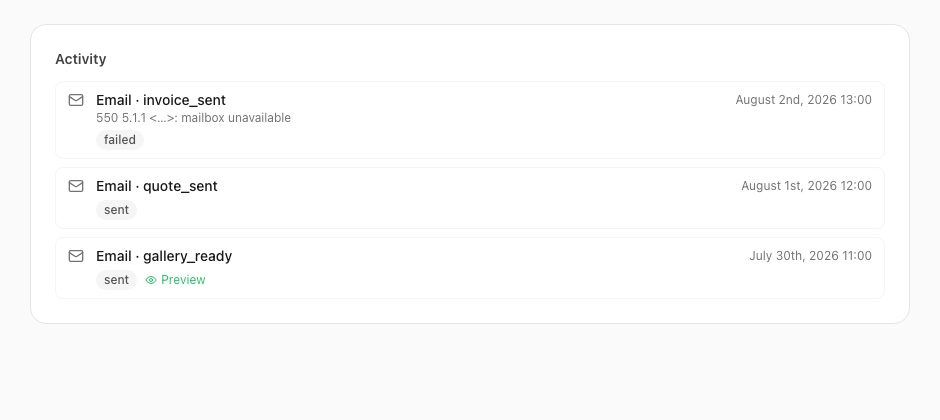 Activity
Email · invoice_sent
August 2nd, 2026 13:00
550 5.1.1 <...>: mailbox unavailable
failed
Email · quote_sent
August 1st, 2026 12:00
sent
Email · gallery_ready
July 30th, 2026 11:00
sent
Preview